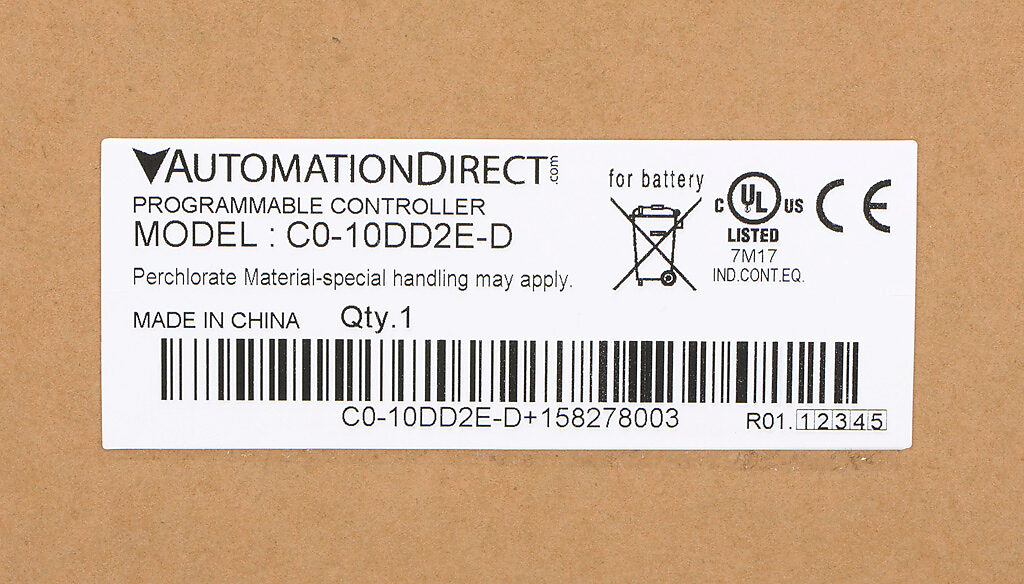 AUTOMATIONDIRECT.com
PROGRAMMABLE CONTROLLER
MODEL : C0-10DD2E-D
Perchlorate Material-special handling may apply.
MADE IN CHINA Qty.1
C0-10DD2E-D+158278003
R01.12345
for battery
C UL US
LISTED
7M17
IND.CONT.EQ.
CE